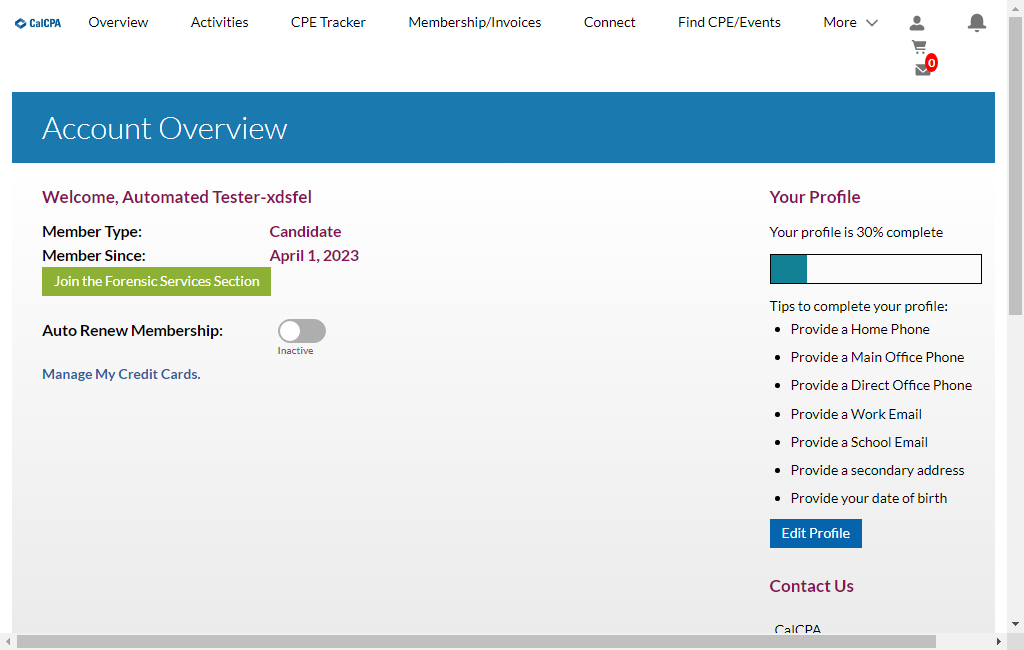 CalCPA Overview Activities CPE Tracker Membership/Invoices Connect Find CPE/Events More
0
Account Overview
Welcome, Automated Tester-xdsfel
Member Type: Candidate
Member Since: April 1, 2023
Join the Forensic Services Section
Auto Renew Membership:
Inactive
Manage My Credit Cards.
Your Profile
Your profile is 30% complete
Tips to complete your profile:
Provide a Home Phone
Provide a Main Office Phone
Provide a Direct Office Phone
Provide a Work Email
Provide a School Email
Provide a secondary address
Provide your date of birth
Edit Profile
Contact Us
CalCPA